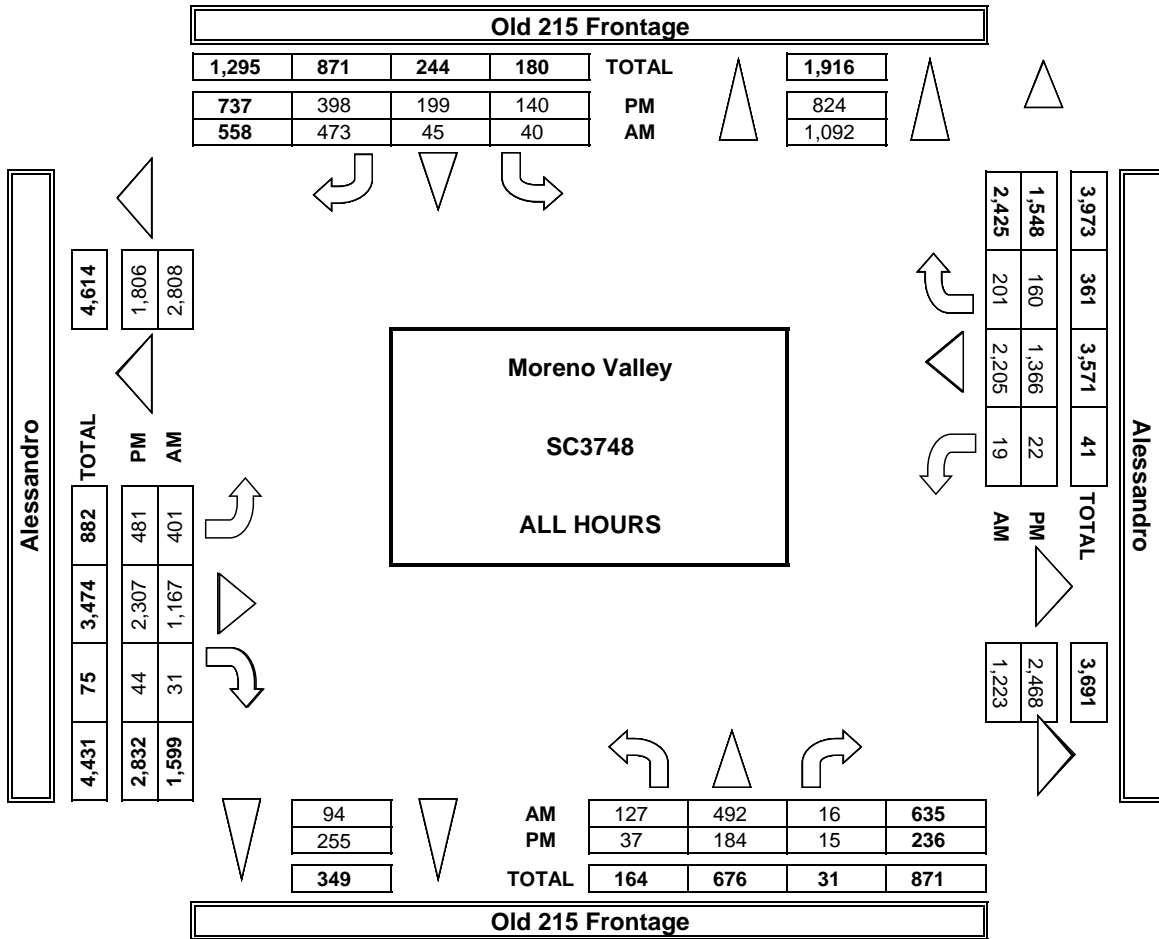 Old 215 Frontage
1,295 871 244 180 TOTAL 1,916
737 398 199 140 PM 824
558 473 45 40 AM 1,092
Alessandro
4,614 1,806 2,808
TOTAL PM AM
882 481 401
3,474 2,307 1,167
75 44 31
4,431 2,832 1,599
Moreno Valley
SC3748
ALL HOURS
2,425 1,548 3,973
201 160 361
2,205 1,366 3,571
19 22 41
AM PM TOTAL
1,223 2,468 3,691
Alessandro
94 AM 127 492 16 635
255 PM 37 184 15 236
349 TOTAL 164 676 31 871
Old 215 Frontage